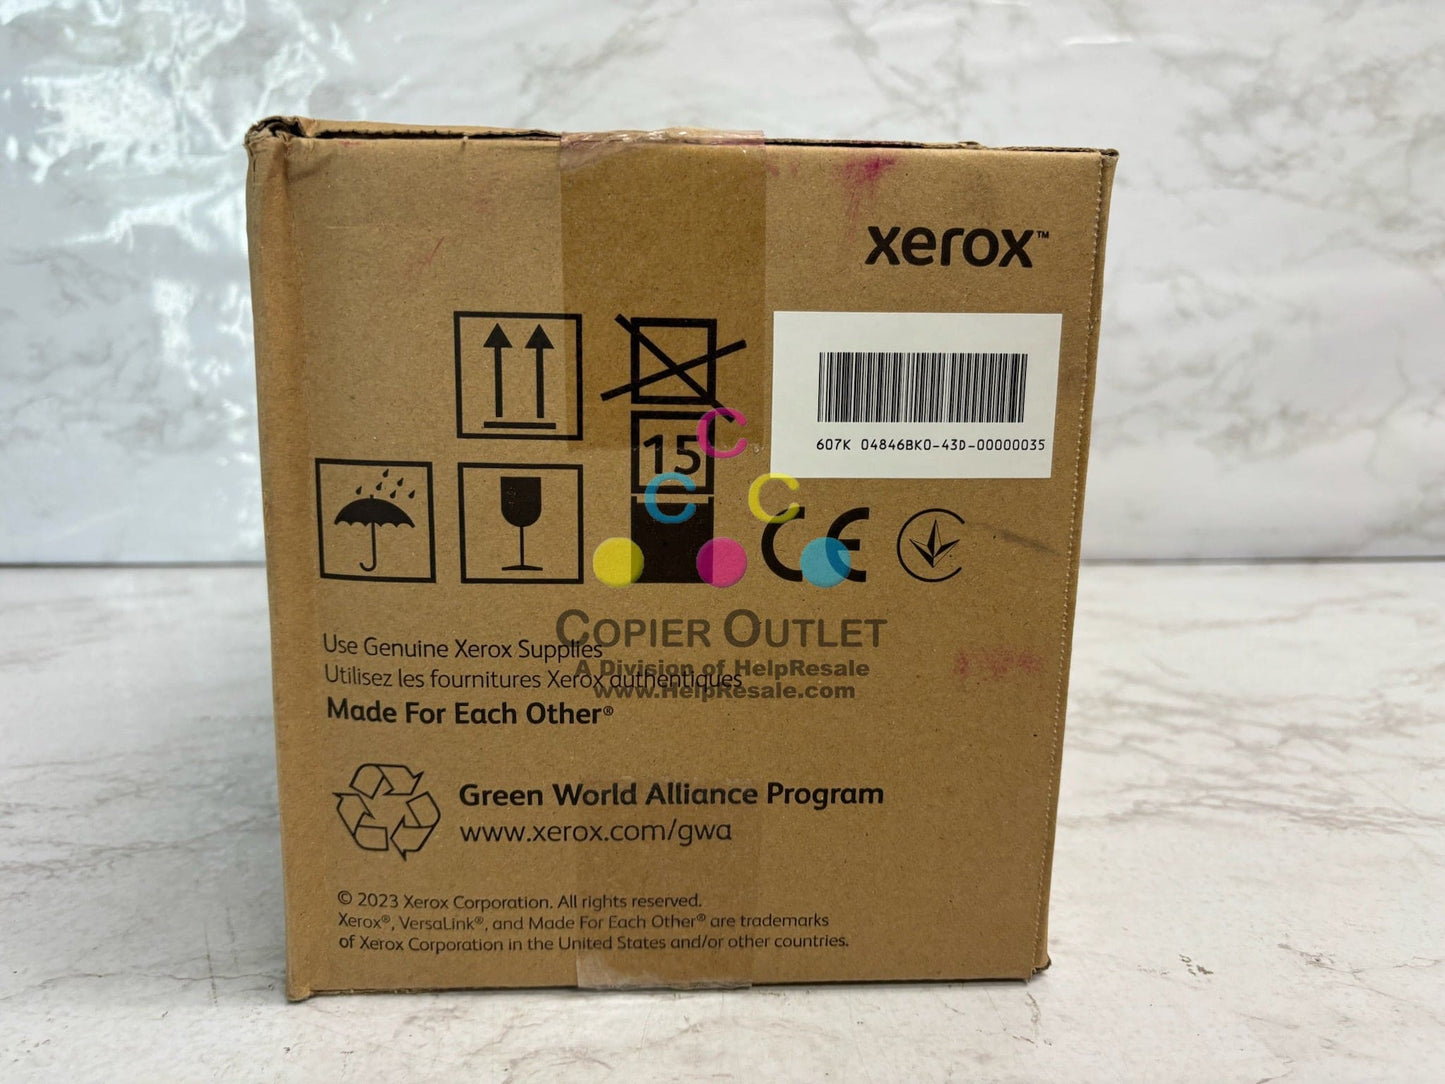 xerox™
607K 04846BK0-43D-00000035
15
C
C C
CE
COPIER OUTLET
A Division of HelpResale
www.HelpResale.com
Use Genuine Xerox Supplies
Utilisez les fournitures Xerox authentiques
Made For Each Other®
Green World Alliance Program
www.xerox.com/gwa
© 2023 Xerox Corporation. All rights reserved.
Xerox®, VersaLink®, and Made For Each Other® are trademarks
of Xerox Corporation in the United States and/or other countries.